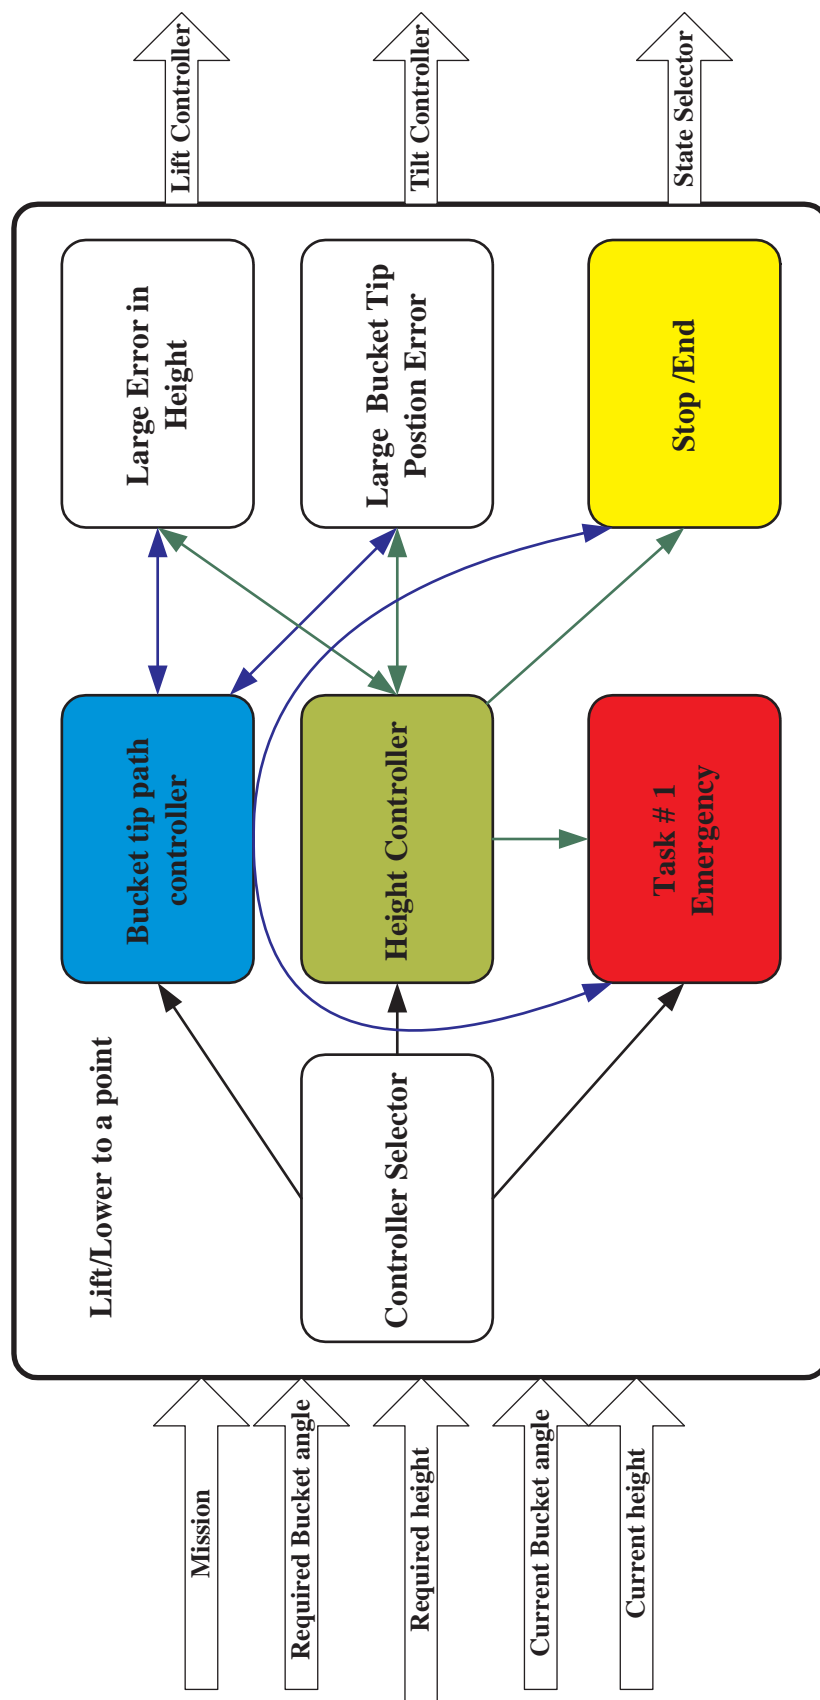 Lift/Lower to a point
Mission
Required Bucket angle
Required height
Current Bucket angle
Current height
Controller Selector
Bucket tip path
controller
Height Controller
Task # 1
Emergency
Large Error in
Height
Large Bucket Tip
Postion Error
Stop /End
Lift Controller
Tilt Controller
State Selector